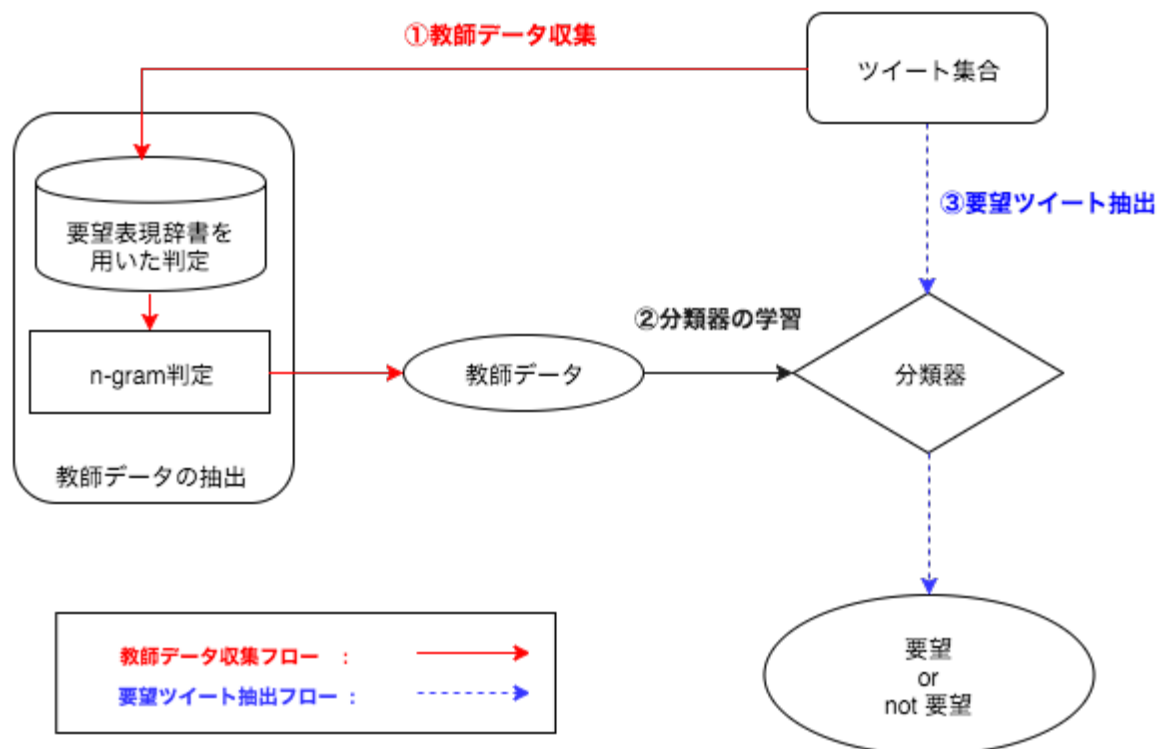 ①教師データ収集
ツイート集合
③要望ツイート抽出
要望表現辞書を
用いた判定
②分類器の学習
n-gram判定
教師データ
分類器
教師データの抽出
教師データ収集フロー :
要望ツイート抽出フロー :
要望
or
not 要望